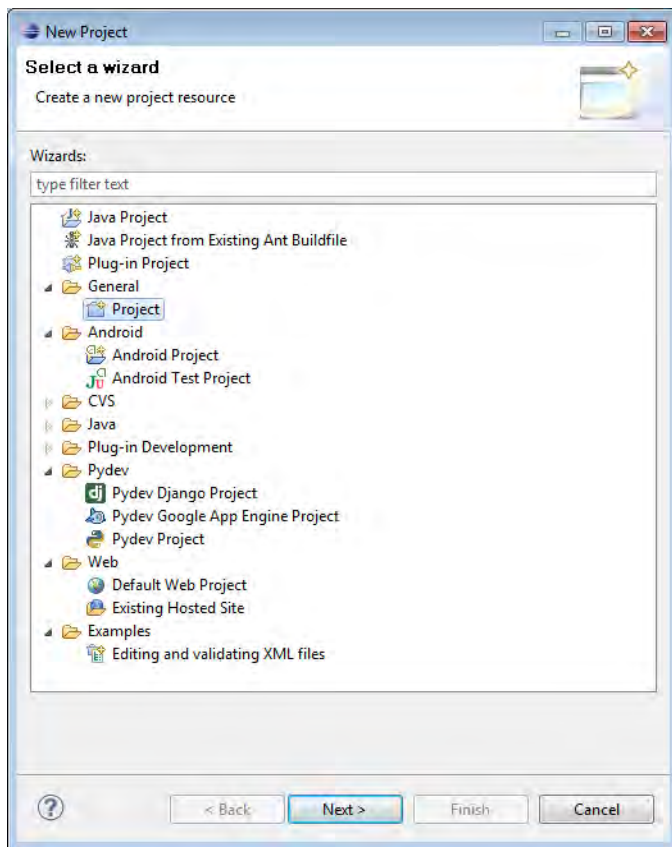 New Project
Select a wizard
Create a new project resource
Wizards:
type filter text
Java Project
Java Project from Existing Ant Buildfile
Plug-in Project
General
Project
Android
Android Project
Android Test Project
CVS
Java
Plug-in Development
Pydev
Pydev Django Project
Pydev Google App Engine Project
Pydev Project
Web
Default Web Project
Existing Hosted Site
Examples
Editing and validating XML files
< Back Next > Finish Cancel